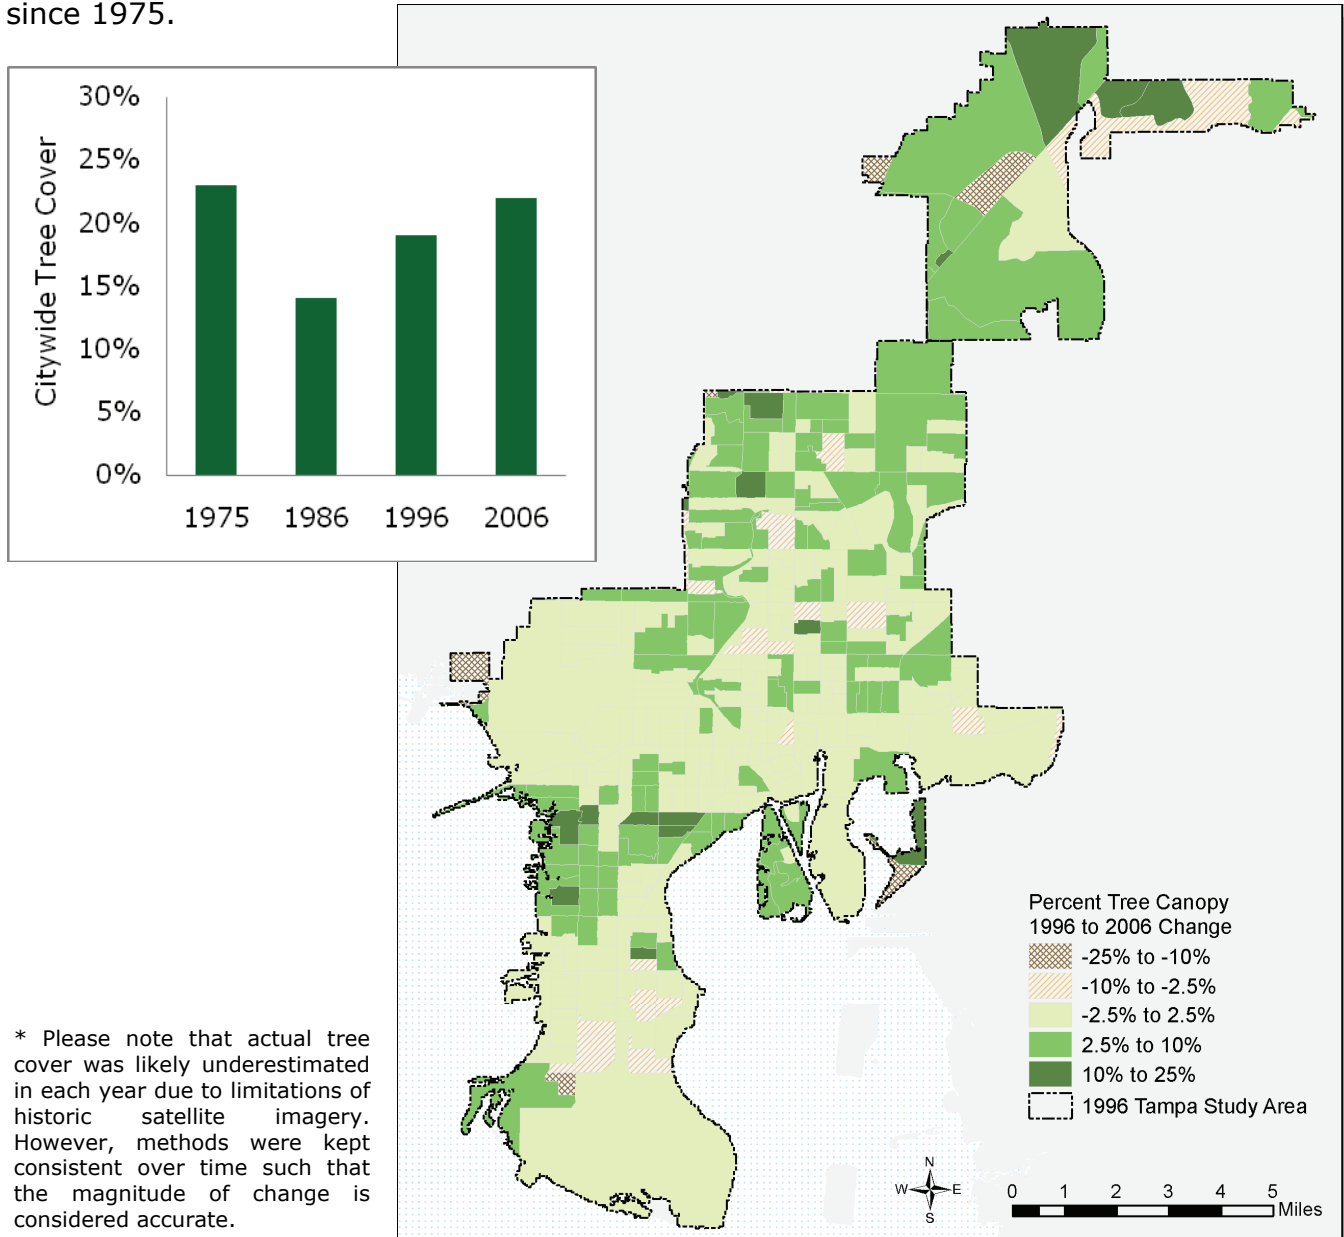 since 1975.
30%
25%
20%
15%
10%
5%
0%
Citywide Tree Cover
1975 1986 1996 2006
Percent Tree Canopy
1996 to 2006 Change
-25% to -10%
-10% to -2.5%
-2.5% to 2.5%
2.5% to 10%
10% to 25%
1996 Tampa Study Area
N
W E
S
0 1 2 3 4 5
Miles
* Please note that actual tree
cover was likely underestimated
in each year due to limitations of
historic satellite imagery.
However, methods were kept
consistent over time such that
the magnitude of change is
considered accurate.